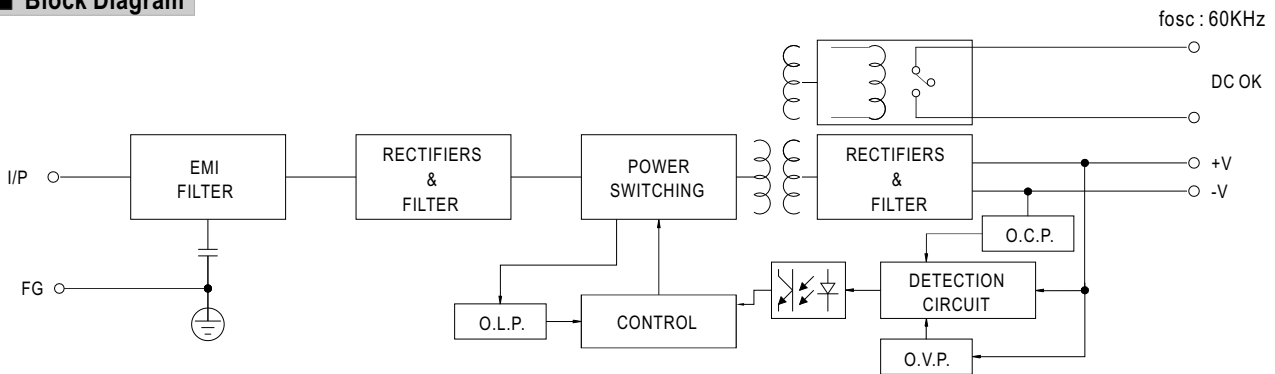 ■ Block Diagram
fosc : 60KHz
DC OK
I/P
EMI
FILTER
RECTIFIERS
&
FILTER
POWER
SWITCHING
RECTIFIERS
&
FILTER
+V
-V
O.C.P.
FG
O.L.P.
CONTROL
DETECTION
CIRCUIT
O.V.P.